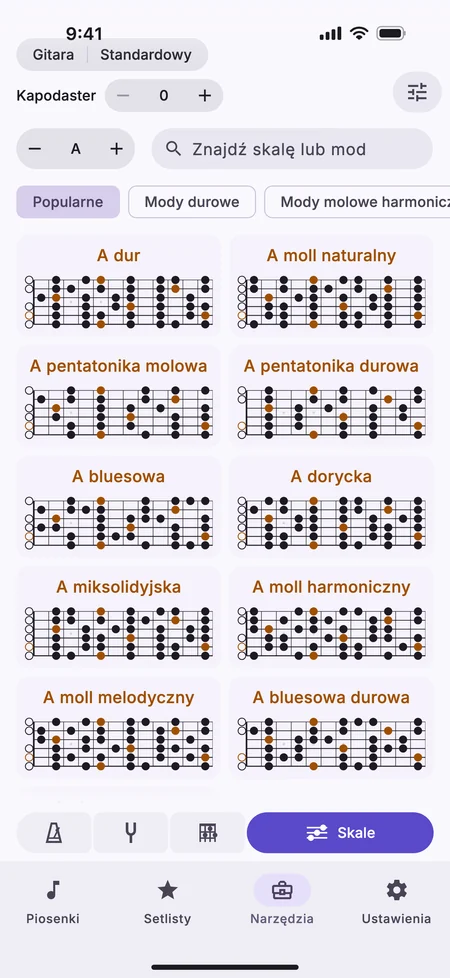 9:41
Gitara Standardowy
Kapodaster − 0 +
− A + Znajdź skalę lub mod
Popularne Mody durowe Mody molowe harmonicz
A dur A moll naturalny
A pentatonika molowa A pentatonika durowa
A bluesowa A dorycka
A miksolidyjska A moll harmoniczny
A moll melodyczny A bluesowa durowa
Skale
Piosenki Setlisty Narzędzia Ustawienia